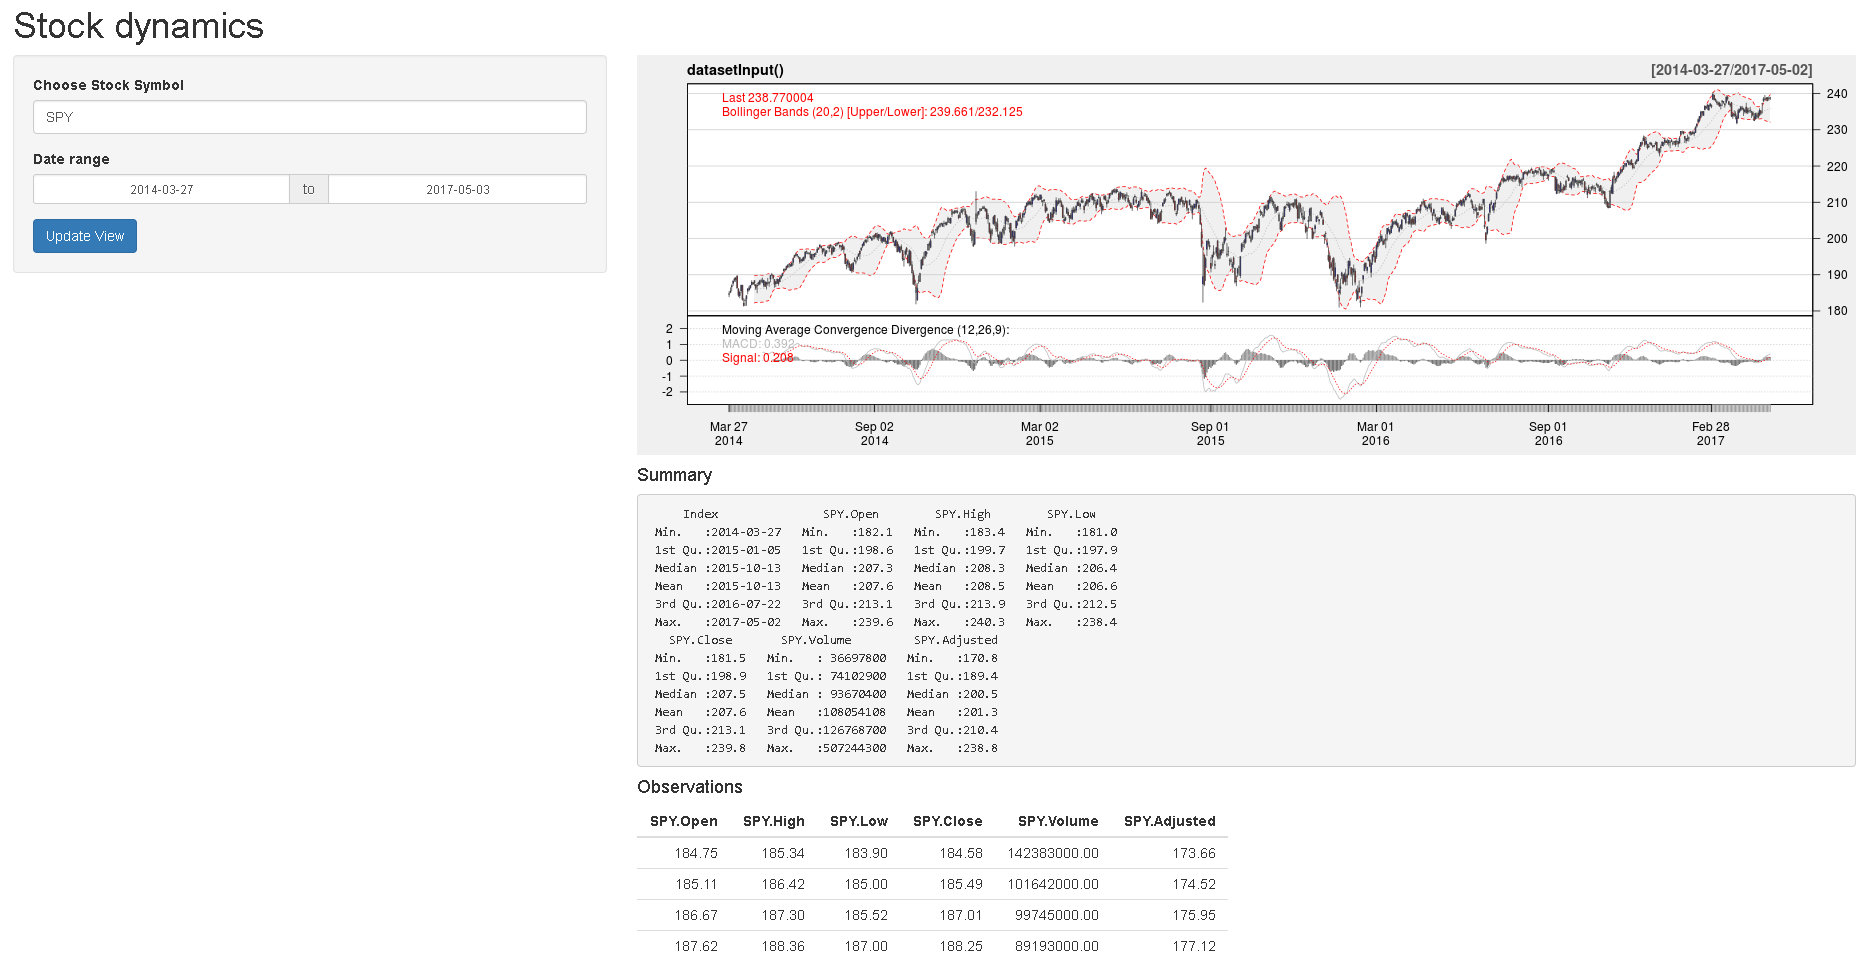 Stock dynamics
Choose Stock Symbol
SPY
Date range
2014-03-27 to 2017-05-03
Update View
datasetInput() [2014-03-27/2017-05-02]
Last 238.770004
Bollinger Bands (20,2) [Upper/Lower]: 239.661/232.125
240
230
220
210
200
190
180
Moving Average Convergence Divergence (12,26,9):
MACD: 0.392
Signal: 0.208
2
1
0
-1
-2
Mar 27 Sep 02 Mar 02 Sep 01 Mar 01 Sep 01 Feb 28
2014 2014 2015 2015 2016 2016 2017
Summary
Index SPY.Open SPY.High SPY.Low
Min. :2014-03-27 Min. :182.1 Min. :183.4 Min. :181.0
1st Qu.:2015-01-05 1st Qu.:198.6 1st Qu.:199.7 1st Qu.:197.9
Median :2015-10-13 Median :207.3 Median :208.3 Median :206.4
Mean :2015-10-13 Mean :207.6 Mean :208.5 Mean :206.6
3rd Qu.:2016-07-22 3rd Qu.:213.1 3rd Qu.:213.9 3rd Qu.:212.5
Max. :2017-05-02 Max. :239.6 Max. :240.3 Max. :238.4
SPY.Close SPY.Volume SPY.Adjusted
Min. :181.5 Min. : 36697800 Min. :170.8
1st Qu.:198.9 1st Qu.: 74102900 1st Qu.:189.4
Median :207.5 Median : 93670400 Median :200.5
Mean :207.6 Mean :108054108 Mean :201.3
3rd Qu.:213.1 3rd Qu.:126768700 3rd Qu.:210.4
Max. :239.8 Max. :507244300 Max. :238.8
Observations
SPY.Open SPY.High SPY.Low SPY.Close SPY.Volume SPY.Adjusted
184.75 185.34 183.90 184.58 142383000.00 173.66
185.11 186.42 185.00 185.49 101642000.00 174.52
186.67 187.30 185.52 187.01 99745000.00 175.95
187.62 188.36 187.00 188.25 89193000.00 177.12